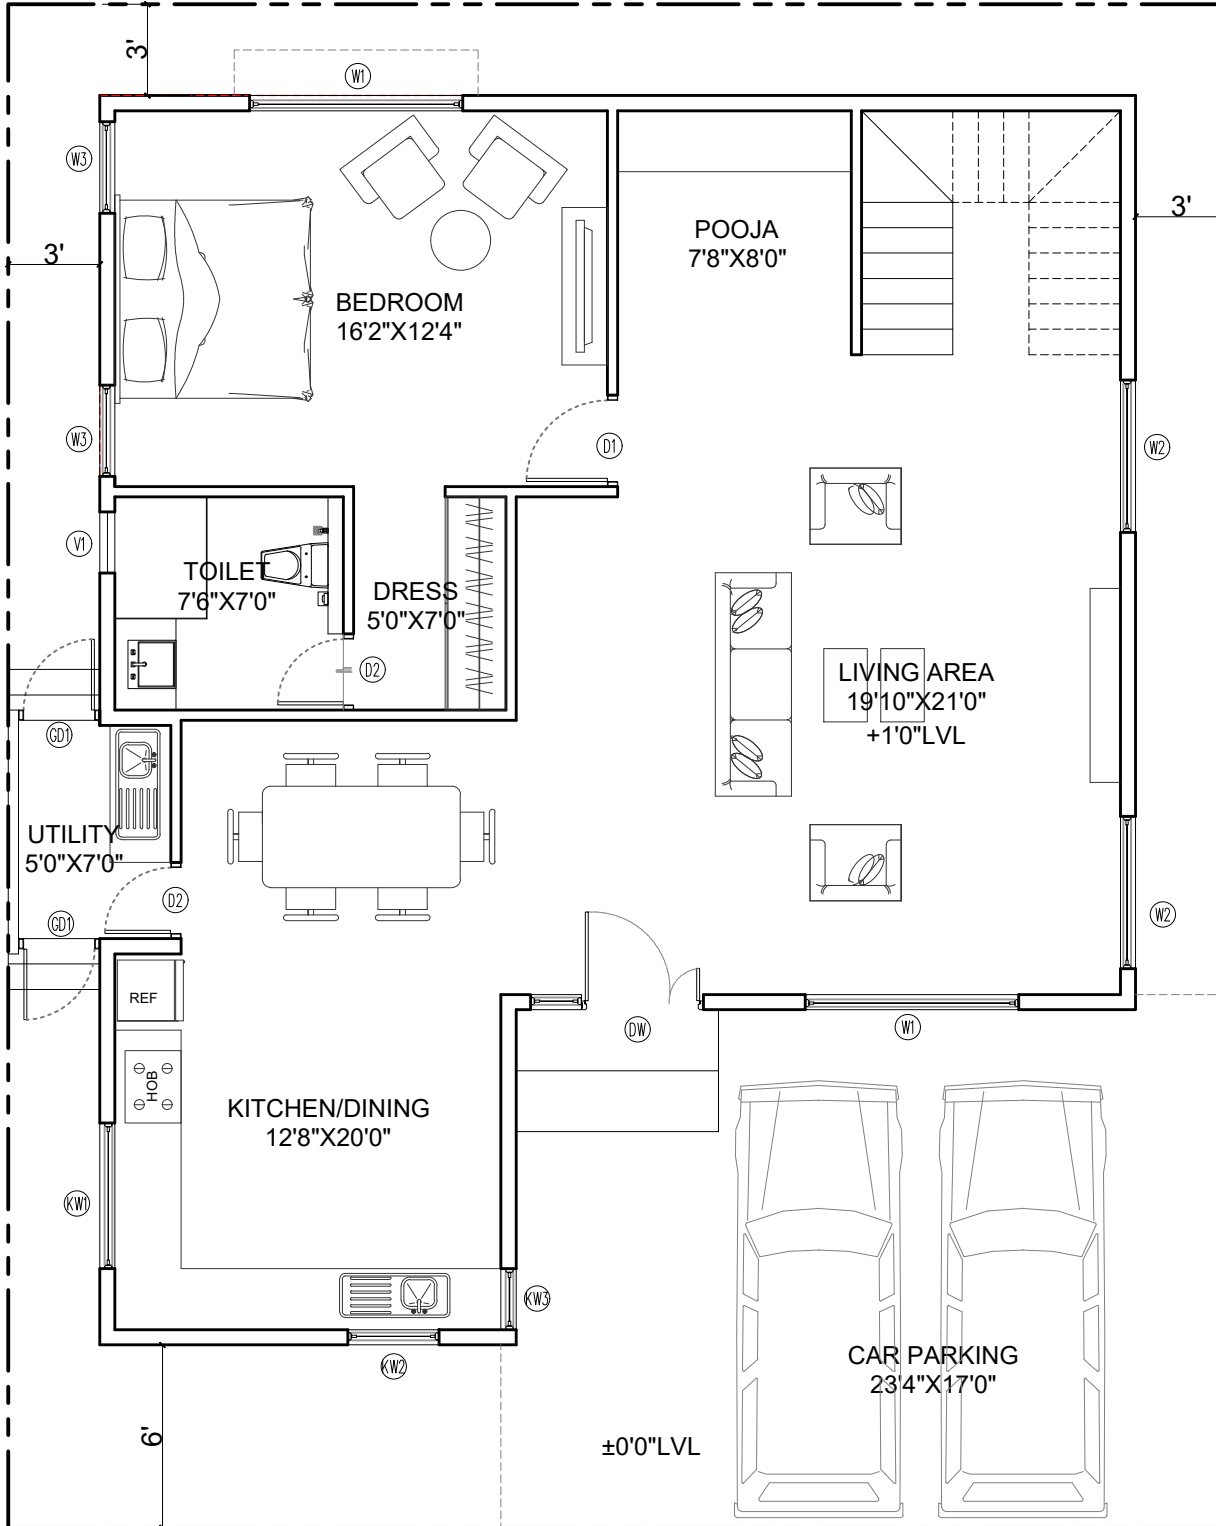 3'
W1
W3
3'
3'
POOJA
7'8"X8'0"
BEDROOM
16'2"X12'4"
W3
D1
W2
V1
TOILET
7'6"X7'0"
DRESS
5'0"X7'0"
D2
LIVING AREA
19'10"X21'0"
+1'0"LVL
GD1
UTILITY
5'0"X7'0"
D2
GD1
W2
REF
DW
W1
HOB
KITCHEN/DINING
12'8"X20'0"
KW1
KW3
KW2
CAR PARKING
23'4"X17'0"
6'
±0'0"LVL